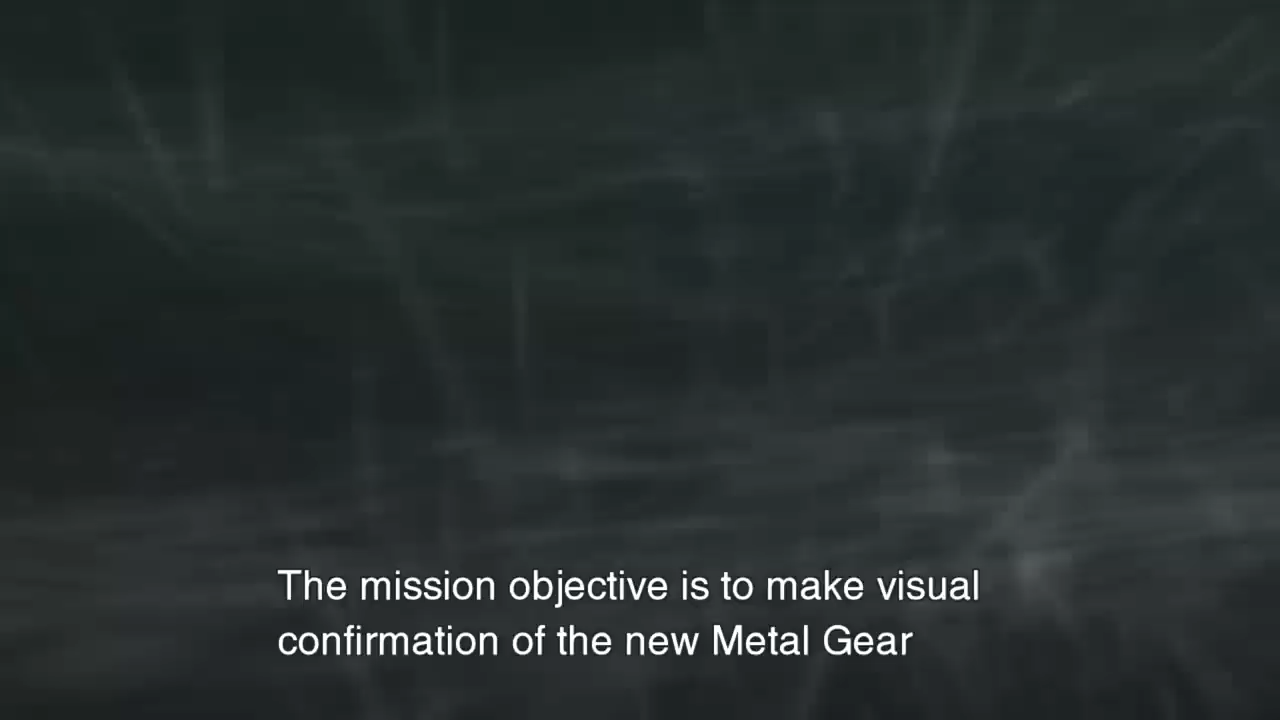 The mission objective is to make visual
confirmation of the new Metal Gear